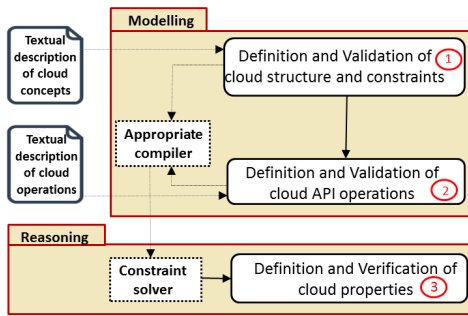 Modelling
Textual
description
of cloud
concepts
Definition and Validation of
cloud structure and constraints
1
Appropriate
compiler
Textual
description
of cloud
operations
Definition and Validation of
cloud API operations
2
Reasoning
Constraint
solver
Definition and Verification of
cloud properties
3